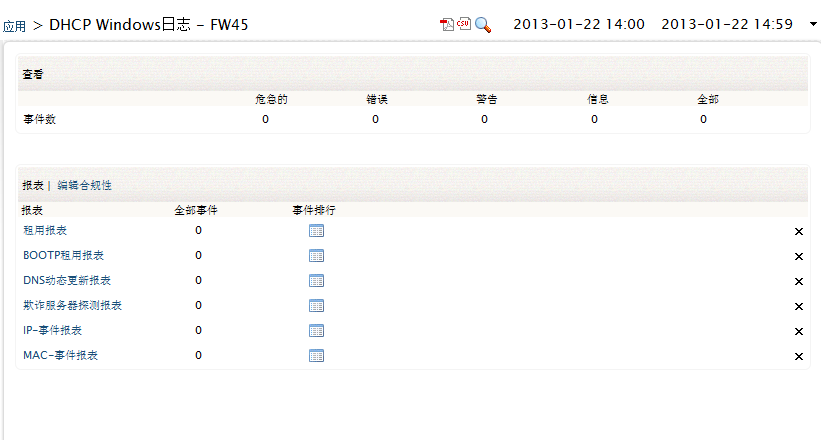 应用 > DHCP Windows日志 - FW45 CSV 2013-01-22 14:00 2013-01-22 14:59
查看
危急的 错误 警告 信息 全部
事件数 0 0 0 0 0
报表 | 编辑合规性
报表 全部事件 事件排行
租用报表 0
BOOTP租用报表 0
DNS动态更新报表 0
欺诈服务器探测报表 0
IP-事件报表 0
MAC-事件报表 0